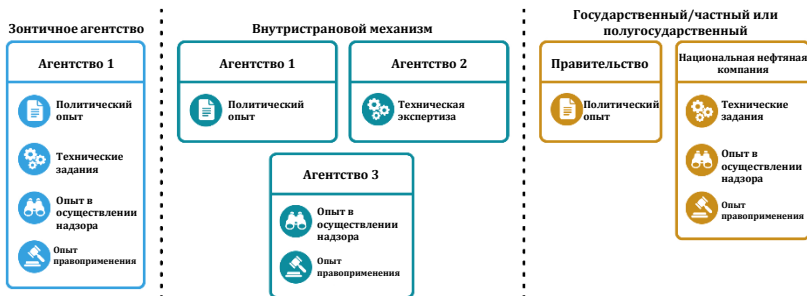 Зонтичное агентство
Агентство 1
Политический
опыт
Технические
задания
Опыт в
осуществлении
надзора
Опыт
правоприменения
Внутристрановой механизм
Агентство 1
Политический
опыт
Агентство 2
Техническая
экспертиза
Агентство 3
Опыт в
осуществлении
надзора
Опыт
правоприменения
Государственный/частный или
полугосударственный
Правительство
Политический
опыт
Национальная нефтяная
компания
Технические
задания
Опыт в
осуществлении
надзора
Опыт
правоприменения